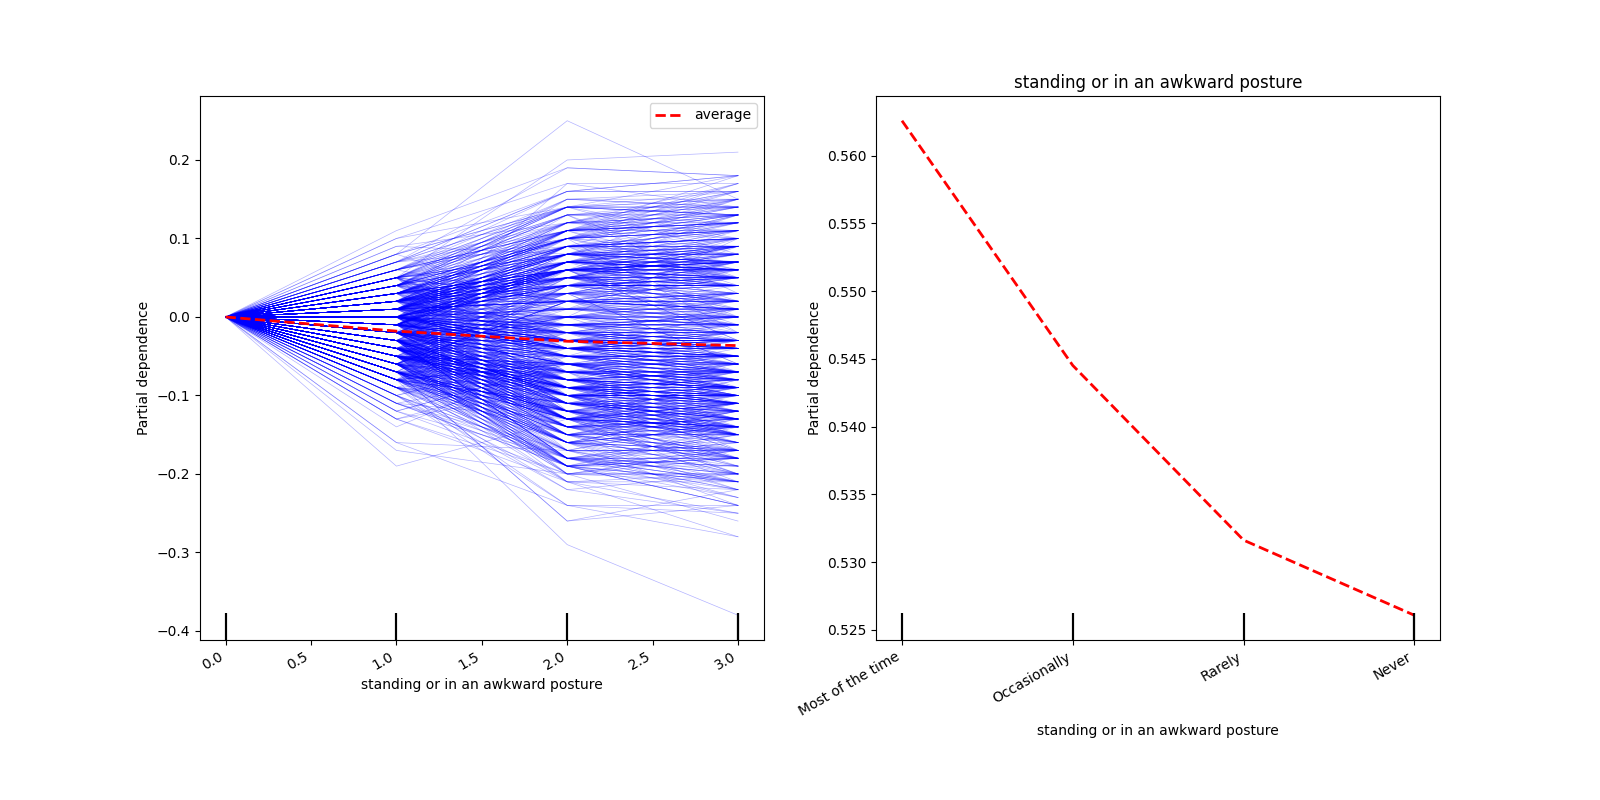 average
0.2
0.1
0.0
−0.1
−0.2
−0.3
−0.4
Partial dependence
0.0
0.5
1.0
1.5
2.0
2.5
3.0
standing or in an awkward posture
standing or in an awkward posture
0.560
0.555
0.550
0.545
0.540
0.535
0.530
0.525
Partial dependence
Most of the time
Occasionally
Rarely
Never
standing or in an awkward posture